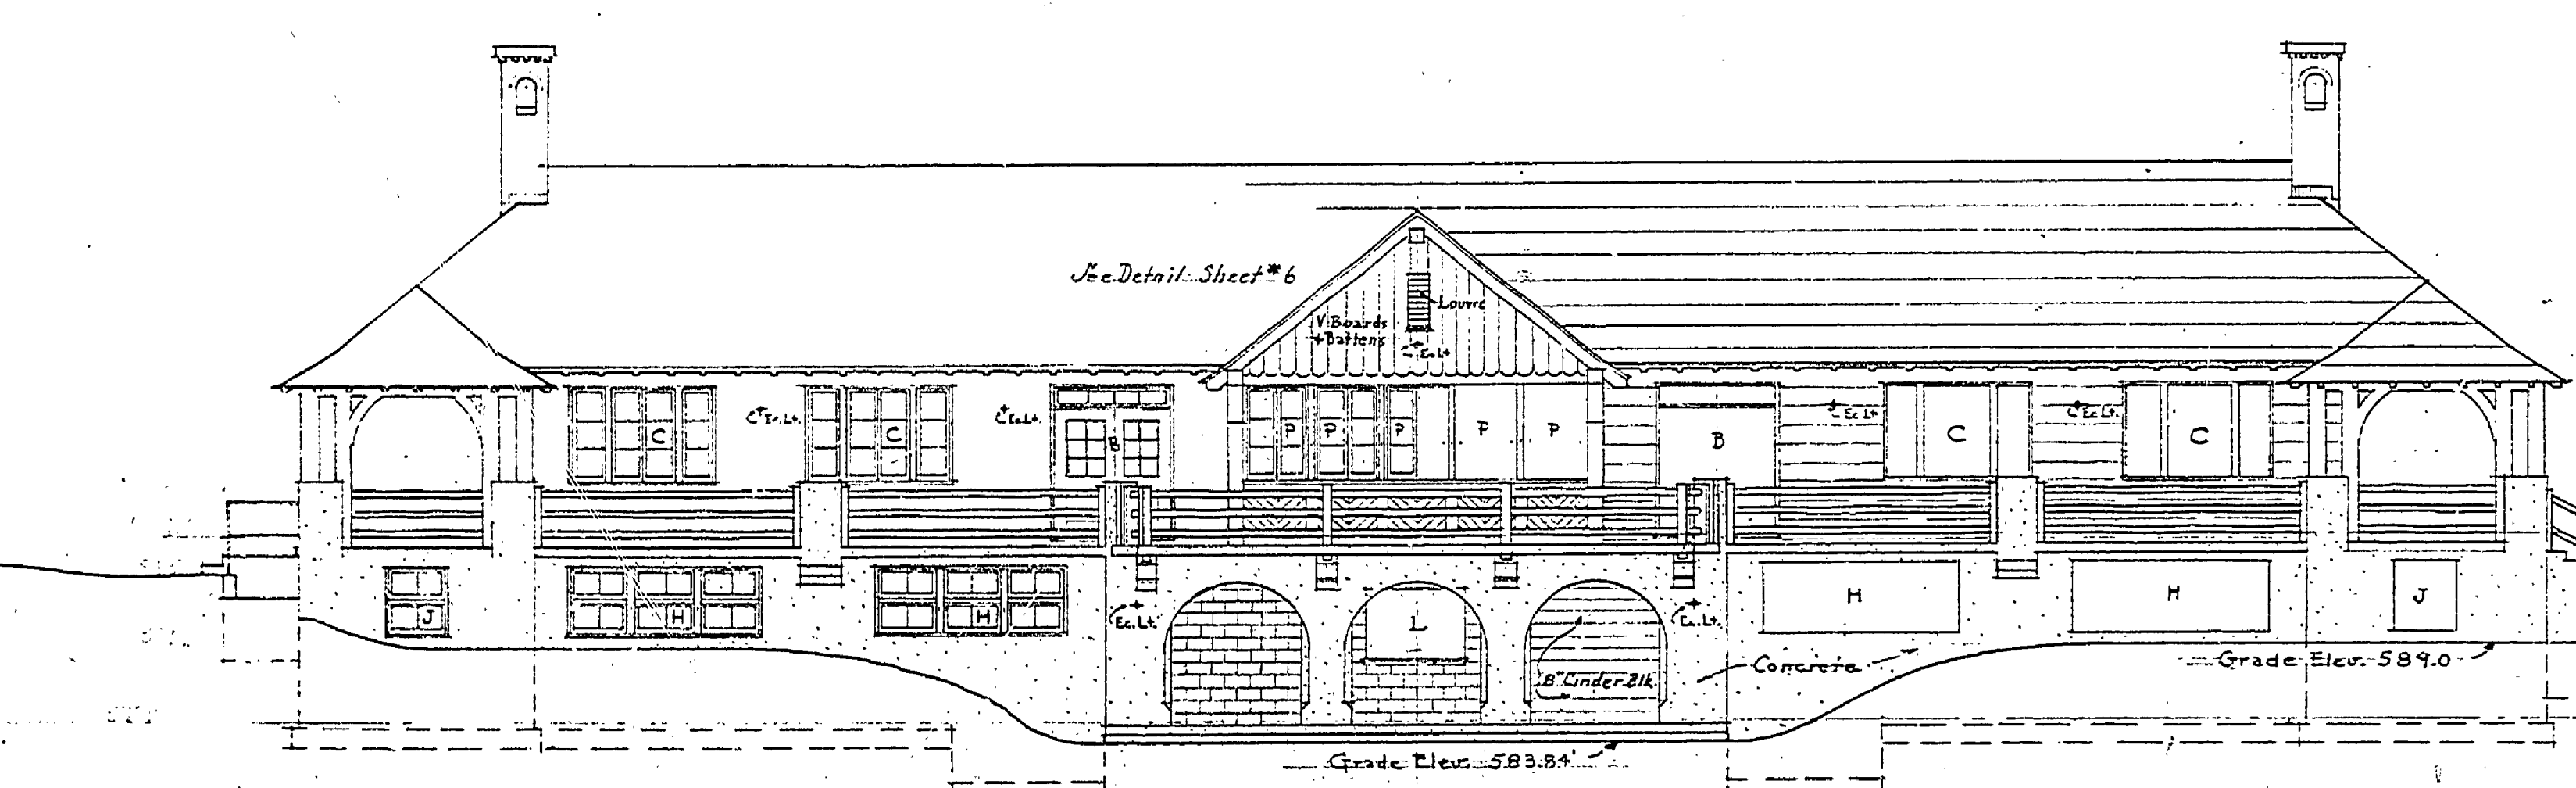 See Detail Sheet #6
Louvre
V Boards
+ Battens
Ec. Lt.
C
Ec. Lt.
C
Ec. Lt.
B
P
P
P
P
P
B
Ec. Lt.
C
Ec. Lt.
C
J
H
H
Ec. Lt.
L
8" Cinder Blk
Ec. Lt.
Concrete
H
H
J
Grade Elev. 589.0
Grade Elev. 583.84'